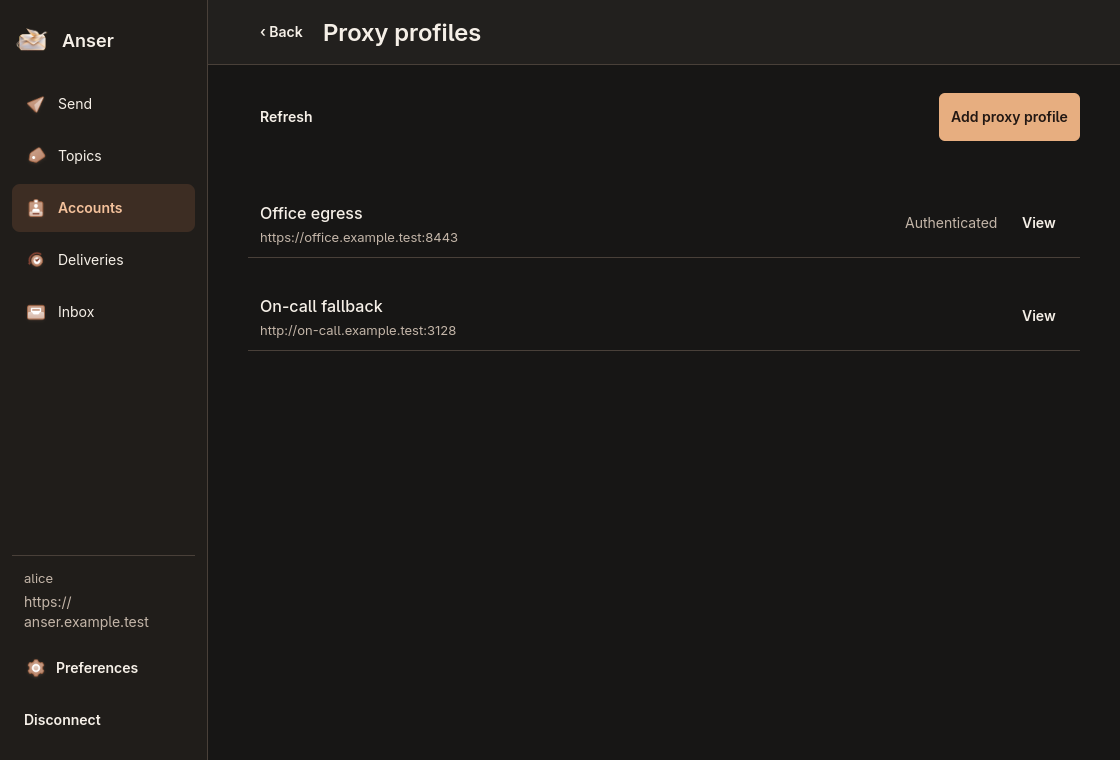 Anser
Send
Topics
Accounts
Deliveries
Inbox
alice
https://
anser.example.test
Preferences
Disconnect
‹ Back
Proxy profiles
Refresh
Add proxy profile
Office egress
https://office.example.test:8443
Authenticated
View
On-call fallback
http://on-call.example.test:3128
View